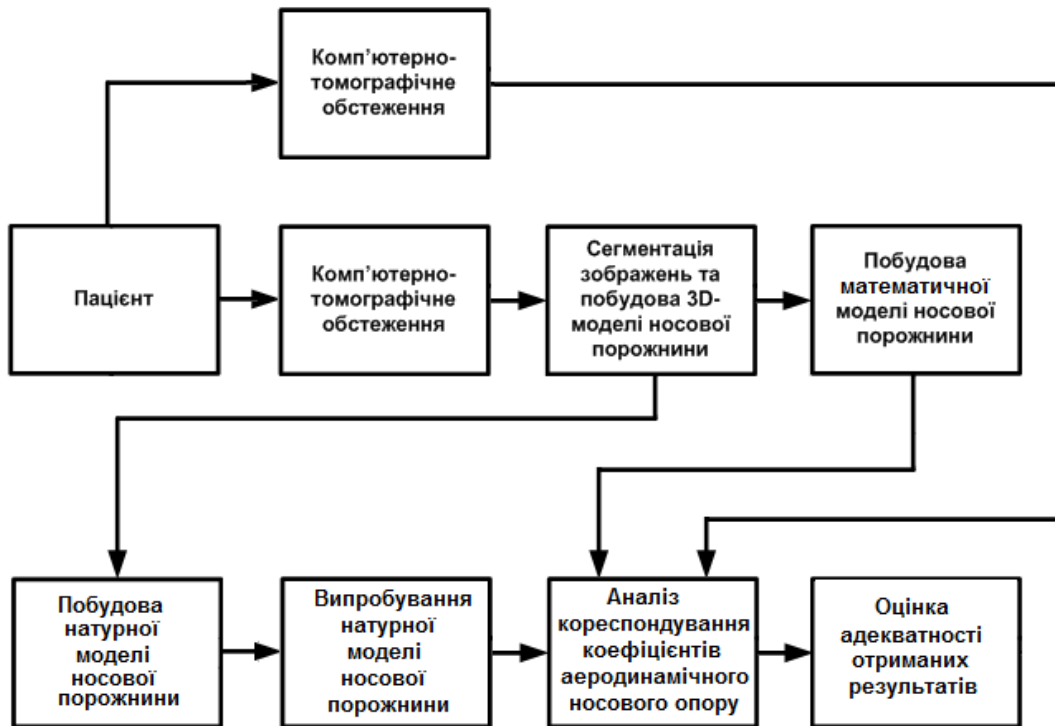 Комп’ютерно-
томографічне
обстеження
Пацієнт
Комп’ютерно-
томографічне
обстеження
Сегментація
зображень та
побудова 3D-
моделі носової
порожнини
Побудова
математичної
моделі носової
порожнини
Побудова
натурної
моделі
носової
порожнини
Випробування
натурної
моделі
носової
порожнини
Аналіз
кореспондування
коефіцієнтів
аеродинамічного
носового опору
Оцінка
адекватності
отриманих
результатів